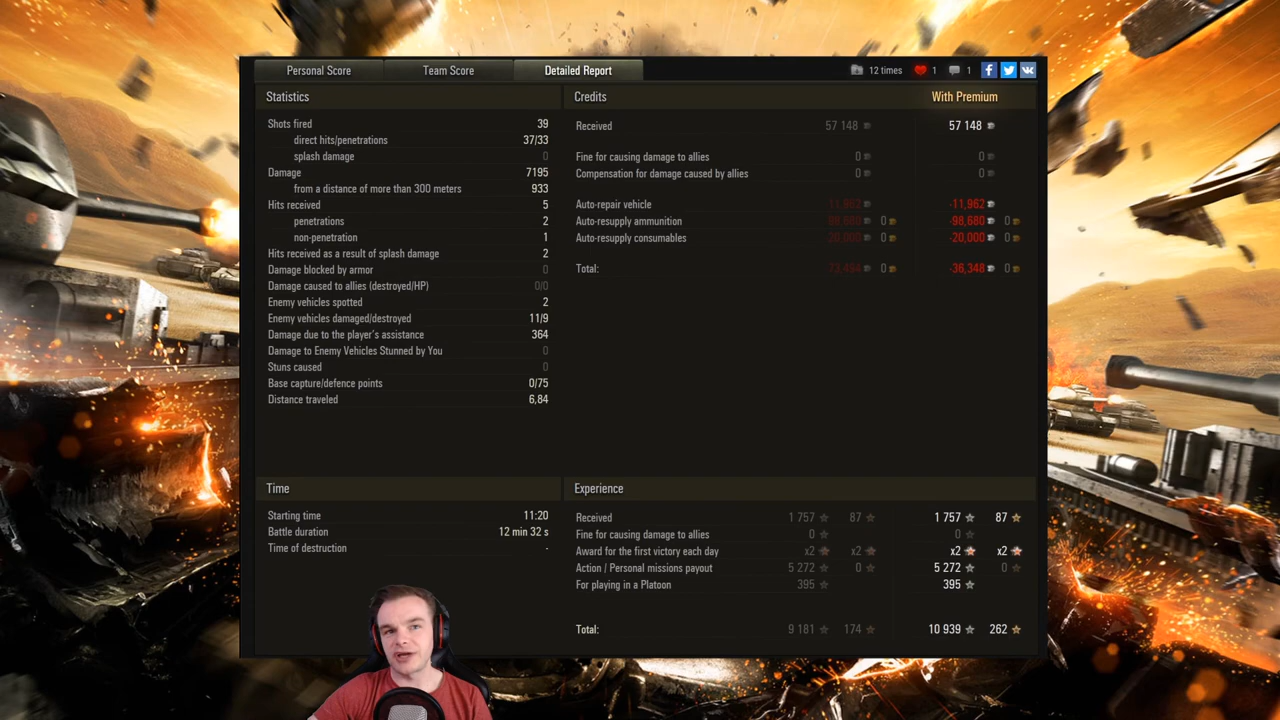 Personal Score
Team Score
Detailed Report
12 times
1
1
Statistics
Shots fired 39
direct hits/penetrations 37/33
splash damage 0
Damage 7195
from a distance of more than 300 meters 933
Hits received 5
penetrations 2
non-penetration 1
Hits received as a result of splash damage 2
Damage blocked by armor 0
Damage caused to allies (destroyed/HP) 0/0
Enemy vehicles spotted 2
Enemy vehicles damaged/destroyed 11/9
Damage due to the player's assistance 364
Damage to Enemy Vehicles Stunned by You 0
Stuns caused 0
Base capture/defence points 0/75
Distance traveled 6,84
Credits With Premium
Received 57 148 57 148
Fine for causing damage to allies 0 0
Compensation for damage caused by allies 0 0
Auto-repair vehicle -11,962 -11,962
Auto-resupply ammunition -98,680 0 -98,680 0
Auto-resupply consumables -20,000 0 -20,000 0
Total: -73,494 0 -36,348 0
Time
Starting time 11:20
Battle duration 12 min 32 s
Time of destruction -
Experience
Received 1 757 87 1 757 87
Fine for causing damage to allies 0 0
Award for the first victory each day x2 x2 x2 x2
Action / Personal missions payout 5 272 0 5 272 0
For playing in a Platoon 395 395
Total: 9 181 174 10 939 262